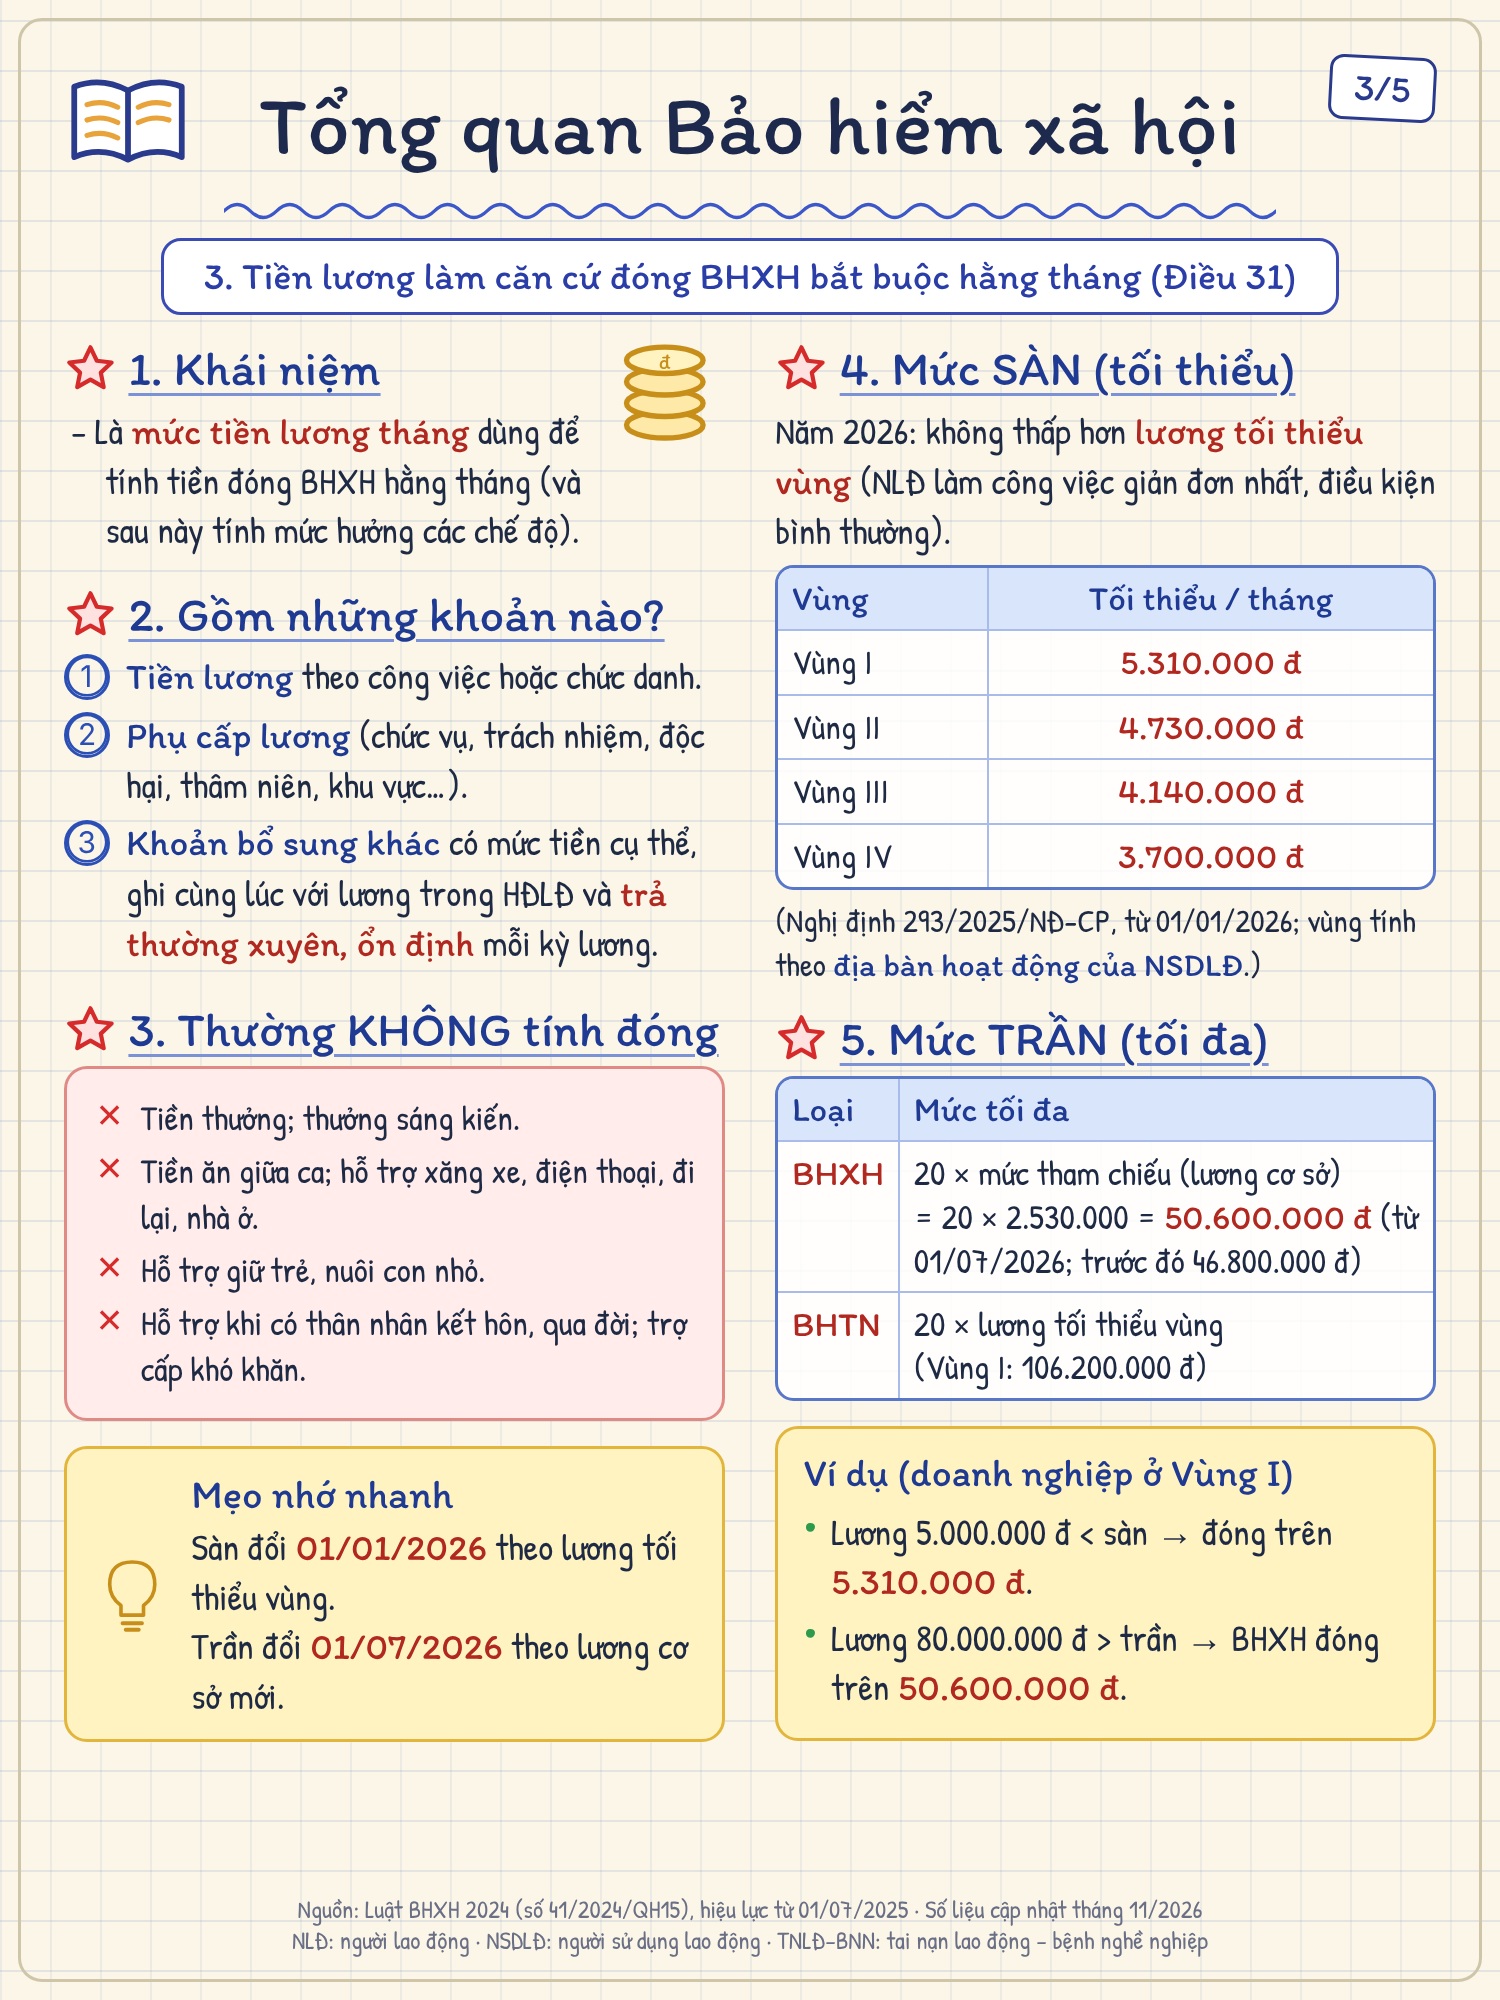 3/5
Tổng quan Bảo hiểm xã hội
3. Tiền lương làm căn cứ đóng BHXH bắt buộc hằng tháng (Điều 31)
1. Khái niệm
đ
– Là mức tiền lương tháng dùng để
tính tiền đóng BHXH hằng tháng (và
sau này tính mức hưởng các chế độ).
2. Gồm những khoản nào?
1 Tiền lương theo công việc hoặc chức danh.
2 Phụ cấp lương (chức vụ, trách nhiệm, độc
hại, thâm niên, khu vực...).
3 Khoản bổ sung khác có mức tiền cụ thể,
ghi cùng lúc với lương trong HĐLĐ và trả
thường xuyên, ổn định mỗi kỳ lương.
3. Thường KHÔNG tính đóng
✕ Tiền thưởng; thưởng sáng kiến.
✕ Tiền ăn giữa ca; hỗ trợ xăng xe, điện thoại, đi
lại, nhà ở.
✕ Hỗ trợ giữ trẻ, nuôi con nhỏ.
✕ Hỗ trợ khi có thân nhân kết hôn, qua đời; trợ
cấp khó khăn.
Mẹo nhớ nhanh
Sàn đổi 01/01/2026 theo lương tối
thiểu vùng.
Trần đổi 01/07/2026 theo lương cơ
sở mới.
4. Mức SÀN (tối thiểu)
Năm 2026: không thấp hơn lương tối thiểu
vùng (NLĐ làm công việc giản đơn nhất, điều kiện
bình thường).
Vùng Tối thiểu / tháng
Vùng I 5.310.000 đ
Vùng II 4.730.000 đ
Vùng III 4.140.000 đ
Vùng IV 3.700.000 đ
(Nghị định 293/2025/NĐ-CP, từ 01/01/2026; vùng tính
theo địa bàn hoạt động của NSDLĐ.)
5. Mức TRẦN (tối đa)
Loại Mức tối đa
BHXH 20 × mức tham chiếu (lương cơ sở)
= 20 × 2.530.000 = 50.600.000 đ (từ
01/07/2026; trước đó 46.800.000 đ)
BHTN 20 × lương tối thiểu vùng
(Vùng I: 106.200.000 đ)
Ví dụ (doanh nghiệp ở Vùng I)
• Lương 5.000.000 đ < sàn → đóng trên
5.310.000 đ.
• Lương 80.000.000 đ > trần → BHXH đóng
trên 50.600.000 đ.
Nguồn: Luật BHXH 2024 (số 41/2024/QH15), hiệu lực từ 01/07/2025 · Số liệu cập nhật tháng 11/2026
NLĐ: người lao động · NSDLĐ: người sử dụng lao động · TNLĐ-BNN: tai nạn lao động – bệnh nghề nghiệp